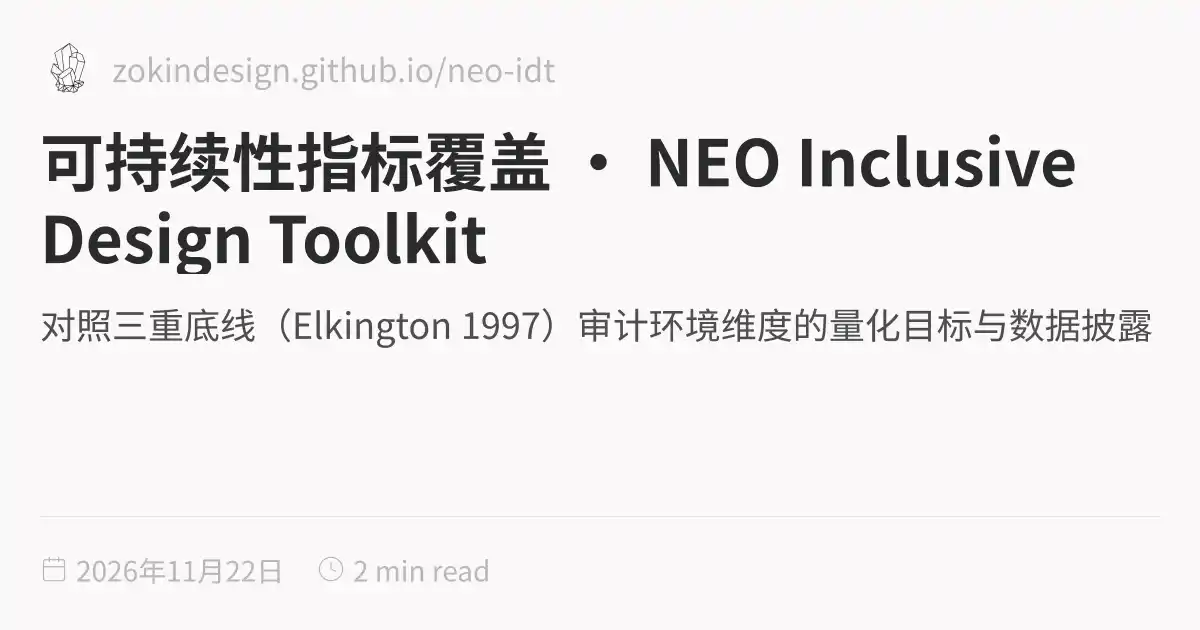 zokindesign.github.io/neo-idt
可持续性指标覆盖 · NEO Inclusive
Design Toolkit
对照三重底线（Elkington 1997）审计环境维度的量化目标与数据披露
2026年11月22日
2 min read